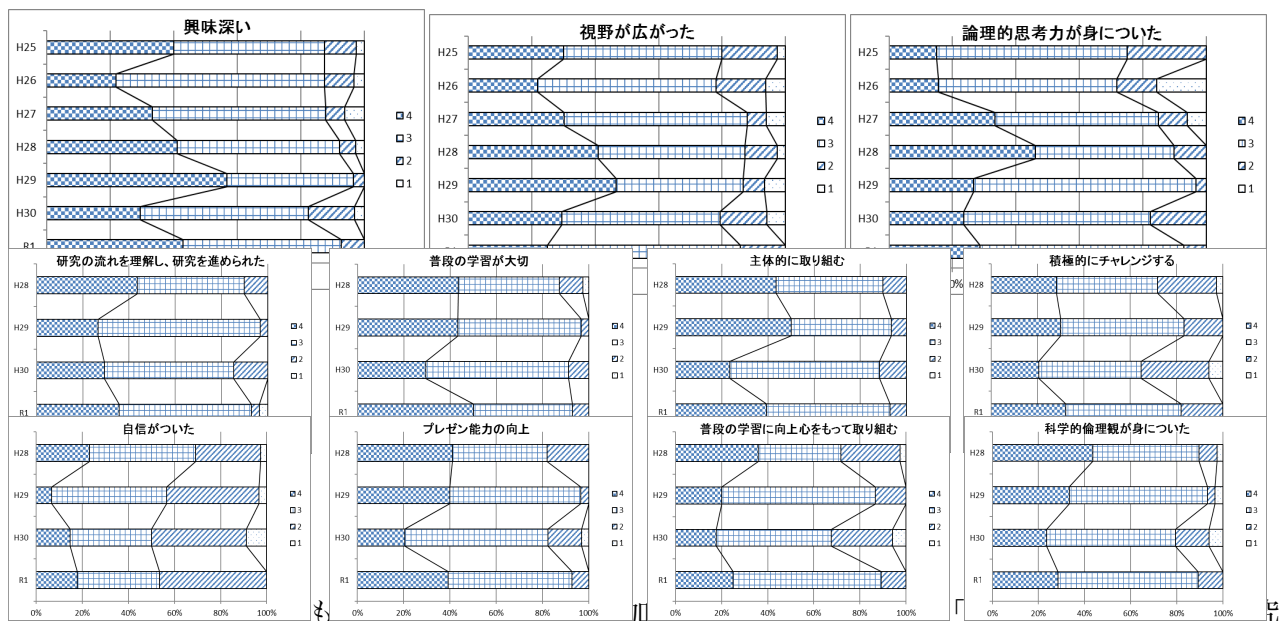 興味深い
H25
H26
H27
H28
H29
H30
R1
4
3
2
1
視野が広がった
H25
H26
H27
H28
H29
H30
4
3
2
1
論理的思考力が身についた
H25
H26
H27
H28
H29
H30
4
3
2
1
0%
研究の流れを理解し、研究を進められた
H28
H29
H30
R1
4
3
2
1
普段の学習が大切
H28
H29
H30
R1
4
3
2
1
主体的に取り組む
H28
H29
H30
R1
4
3
2
1
積極的にチャレンジする
H28
H29
H30
R1
4
3
2
1
自信がついた
H28
H29
H30
R1
0% 20% 40% 60% 80% 100%
4
3
2
1
プレゼン能力の向上
H28
H29
H30
R1
0% 20% 40% 60% 80% 100%
4
3
2
1
普段の学習に向上心をもって取り組む
H28
H29
H30
R1
0% 20% 40% 60% 80% 100%
4
3
2
1
科学的倫理観が身についた
H28
H29
H30
R1
0% 20% 40% 60% 80% 100%
4
3
2
1